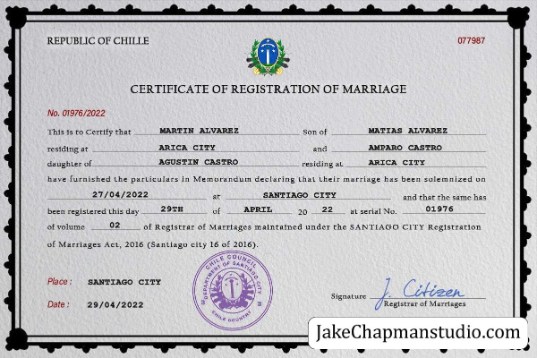 REPUBLIC OF CHILLE
077987
CERTIFICATE OF REGISTRATION OF MARRIAGE
No. 01976/2022
This is to Certify that MARTIN ALVAREZ Son of MATIAS ALVAREZ
residing at ARICA CITY and AMPARO CASTRO
daughter of AGUSTIN CASTRO residing at ARICA CITY
have furnished the particulars in Memorandum declaring that their marriage has been solemnized on
27/04/2022 at SANTIAGO CITY and that the same has
been registered this day 29TH of APRIL 20 22 at serial No. 01976
of volume 02 of Registrar of Marriages maintained under the SANTIAGO CITY Registration
of Marriages Act, 2016 (Santiago city 16 of 2016).
CHILE COUNCIL
DEPARTMENT OF SANTIAGO CITY
Place : SANTIAGO CITY
Date : 29/04/2022
Signature J. Citizen
Registrar of Marriages
JakeChapmanstudio.com